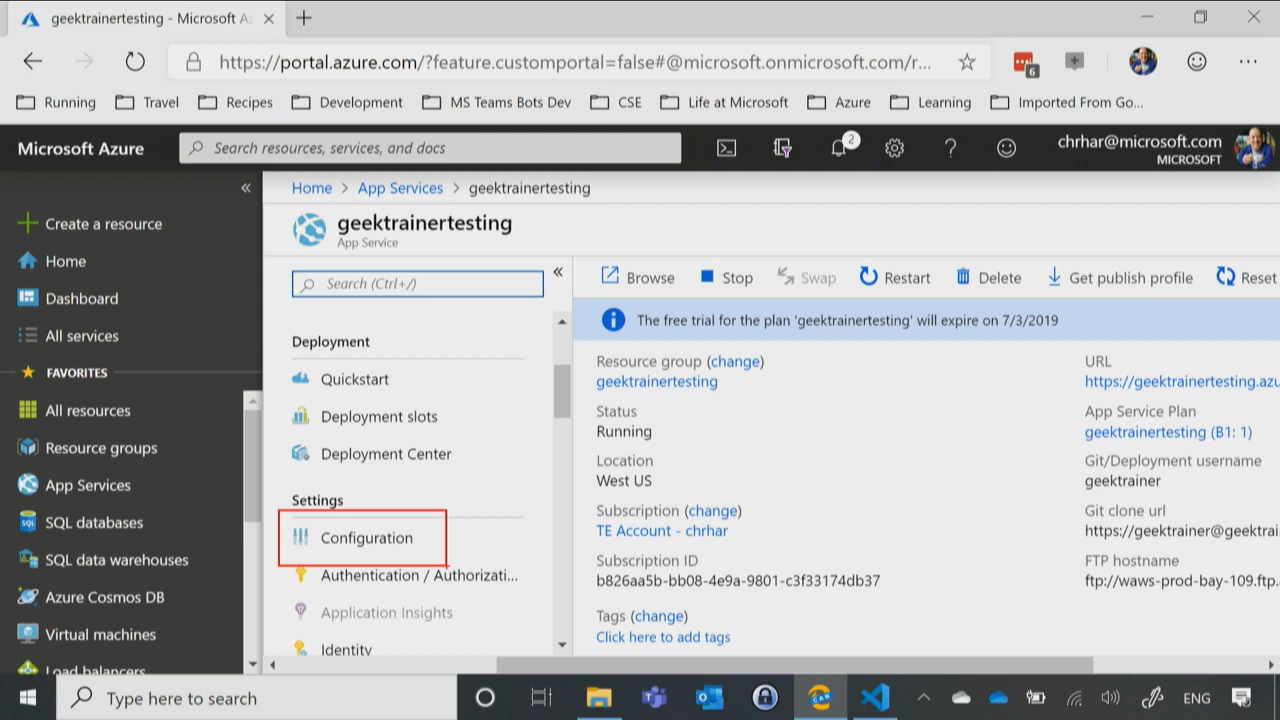 geektrainertesting - Microsoft Az
https://portal.azure.com/?feature.customportal=false#@microsoft.onmicrosoft.com/r...
6
Running
Travel
Recipes
Development
MS Teams Bots Dev
CSE
Life at Microsoft
Azure
Learning
Imported From Go...
Microsoft Azure
Search resources, services, and docs
2
chrhar@microsoft.com
MICROSOFT
Create a resource
Home
Dashboard
All services
FAVORITES
All resources
Resource groups
App Services
SQL databases
SQL data warehouses
Azure Cosmos DB
Virtual machines
Load balancers
Home > App Services > geektrainertesting
geektrainertesting
App Service
Search (Ctrl+/)
Deployment
Quickstart
Deployment slots
Deployment Center
Settings
Configuration
Authentication / Authorizati...
Application Insights
Identity
Browse
Stop
Swap
Restart
Delete
Get publish profile
Reset
The free trial for the plan 'geektrainertesting' will expire on 7/3/2019
Resource group (change)
geektrainertesting
Status
Running
Location
West US
Subscription (change)
TE Account - chrhar
Subscription ID
b826aa5b-bb08-4e9a-9801-c3f33174db37
Tags (change)
Click here to add tags
URL
https://geektrainertesting.azu
App Service Plan
geektrainertesting (B1: 1)
Git/Deployment username
geektrainer
Git clone url
https://geektrainer@geektrai
FTP hostname
ftp://waws-prod-bay-109.ftp.
Type here to search
ENG